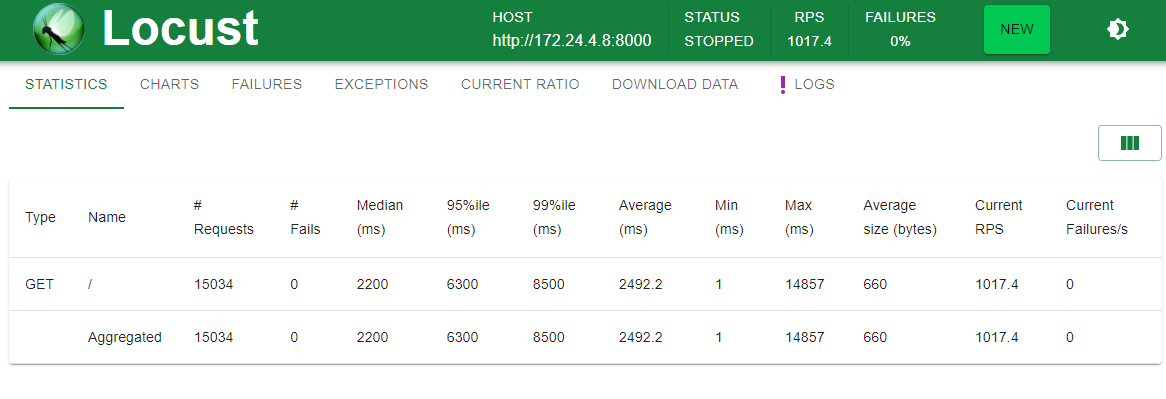 Locust
HOST
http://172.24.4.8:8000
STATUS
STOPPED
RPS
1017.4
FAILURES
0%
NEW
STATISTICS CHARTS FAILURES EXCEPTIONS CURRENT RATIO DOWNLOAD DATA LOGS
Type Name # Requests # Fails Median (ms) 95%ile (ms) 99%ile (ms) Average (ms) Min (ms) Max (ms) Average size (bytes) Current RPS Current Failures/s
GET / 15034 0 2200 6300 8500 2492.2 1 14857 660 1017.4 0
Aggregated 15034 0 2200 6300 8500 2492.2 1 14857 660 1017.4 0